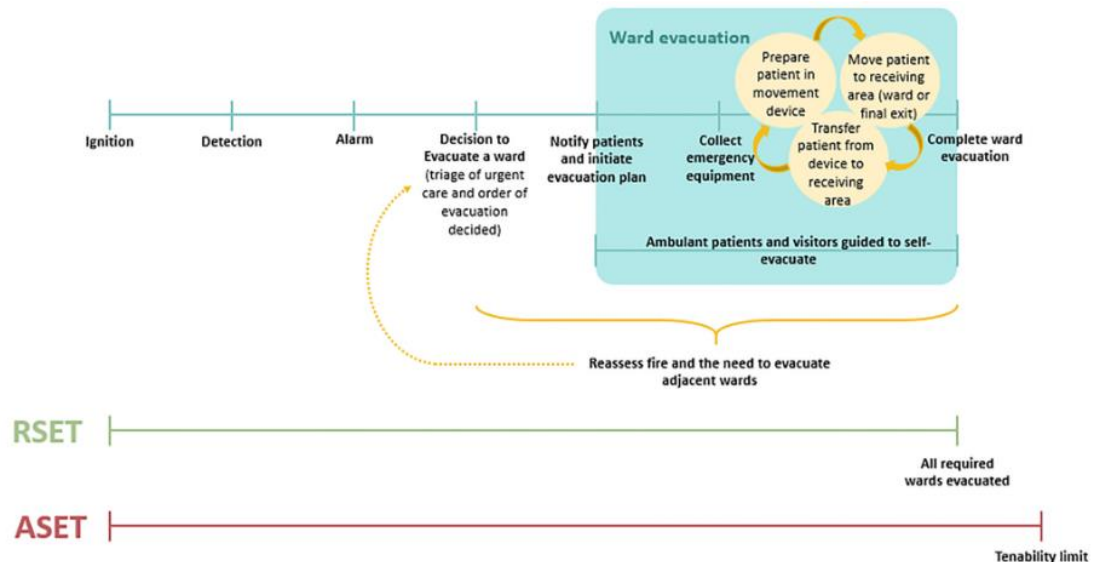 Ward evacuation
Prepare
patient in
movement
device
Move patient
to receiving
area (ward or
final exit)
Transfer
patient from
device to
receiving
area
Ignition
Detection
Alarm
Decision to
Evacuate a ward
(triage of urgent
care and order of
evacuation
decided)
Notify patients
and initiate
evacuation plan
Collect
emergency
equipment
Complete ward
evacuation
Ambulant patients and visitors guided to self-
evacuate
Reassess fire and the need to evacuate
adjacent wards
RSET
All required
wards evacuated
ASET
Tenability limit